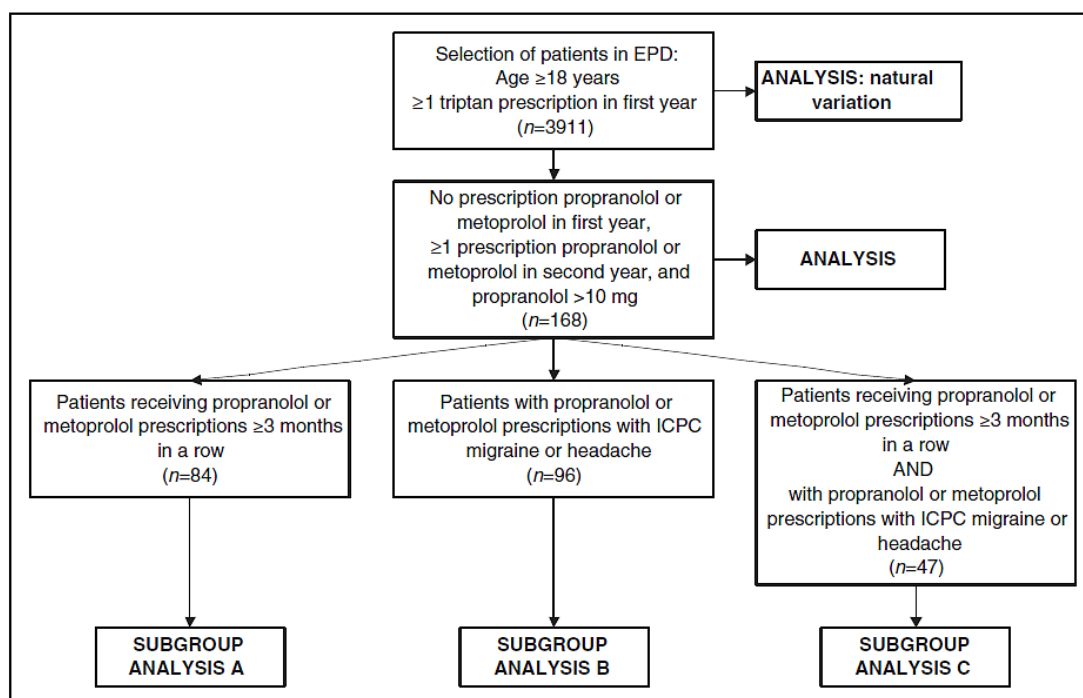 Selection of patients in EPD:
Age ≥18 years
≥1 triptan prescription in first year
(n=3911)
ANALYSIS: natural
variation
No prescription propranolol or
metoprolol in first year,
≥1 prescription propranolol or
metoprolol in second year, and
propranolol >10 mg
(n=168)
ANALYSIS
Patients receiving propranolol or
metoprolol prescriptions ≥3 months
in a row
(n=84)
Patients with propranolol or
metoprolol prescriptions with ICPC
migraine or headache
(n=96)
Patients receiving propranolol or
metoprolol prescriptions ≥3 months
in a row
AND
with propranolol or metoprolol
prescriptions with ICPC migraine or
headache
(n=47)
SUBGROUP
ANALYSIS A
SUBGROUP
ANALYSIS B
SUBGROUP
ANALYSIS C